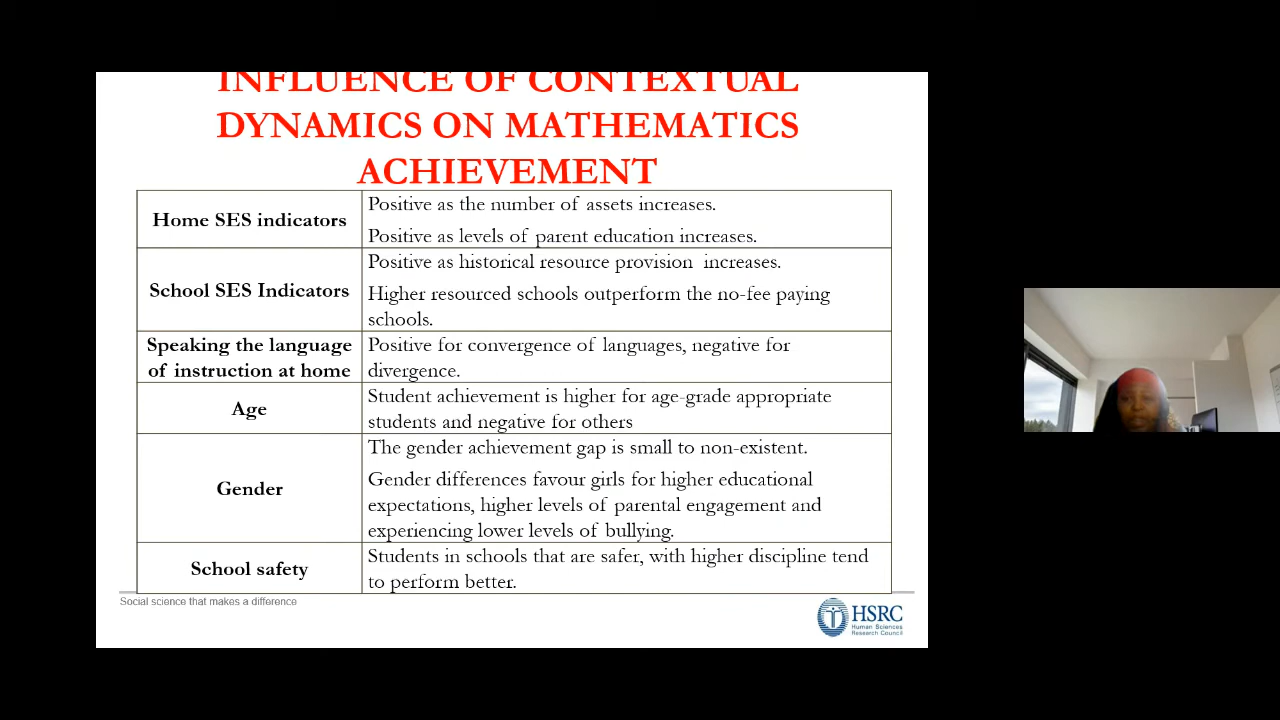 INFLUENCE OF CONTEXTUAL
DYNAMICS ON MATHEMATICS
ACHIEVEMENT
Home SES indicators
Positive as the number of assets increases.
Positive as levels of parent education increases.
School SES Indicators
Positive as historical resource provision increases.
Higher resourced schools outperform the no-fee paying
schools.
Speaking the language
of instruction at home
Positive for convergence of languages, negative for
divergence.
Age
Student achievement is higher for age-grade appropriate
students and negative for others
Gender
The gender achievement gap is small to non-existent.
Gender differences favour girls for higher educational
expectations, higher levels of parental engagement and
experiencing lower levels of bullying.
School safety
Students in schools that are safer, with higher discipline tend
to perform better.
Social science that makes a difference
HSRC
Human Sciences
Research Council